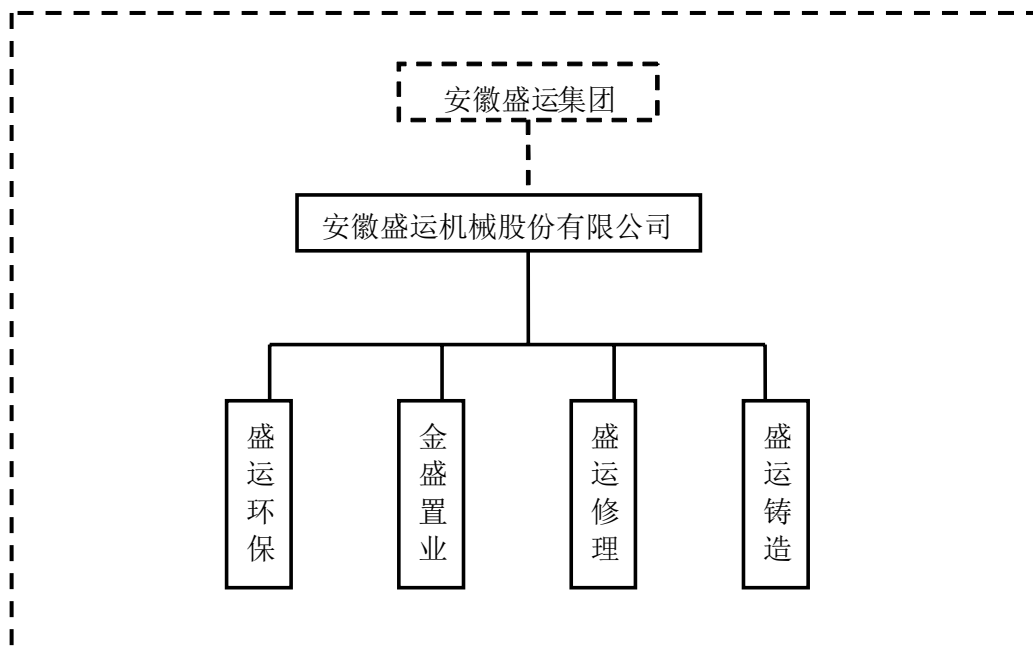 安徽盛运集团
安徽盛运机械股份有限公司
盛运环保
金盛置业
盛运修理
盛运铸造